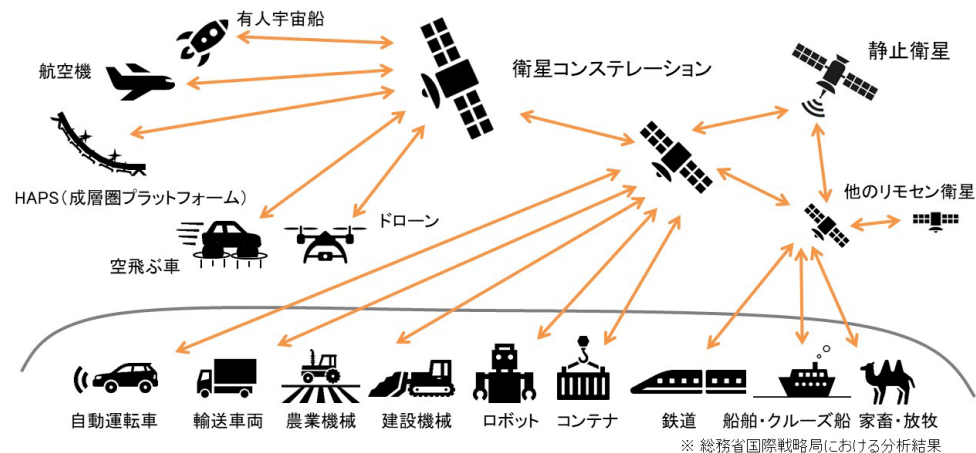 有人宇宙船
航空機
衛星コンステレーション
静止衛星
HAPS(成層圏プラットフォーム)
他のリモセン衛星
ドローン
空飛ぶ車
自動運転車
輸送車両
農業機械
建設機械
ロボット
コンテナ
鉄道
船舶・クルーズ船
家畜・放牧
※ 総務省国際戦略局における分析結果